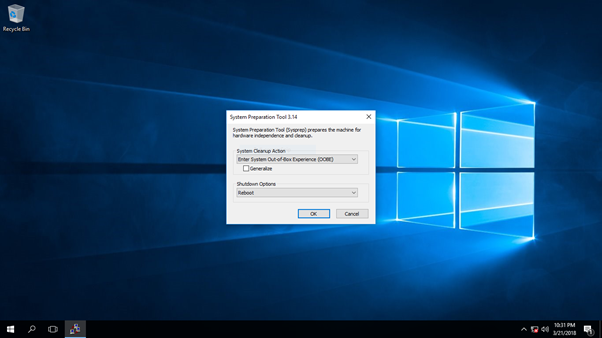 Recycle Bin
System Preparation Tool 3.14
System Preparation Tool (Sysprep) prepares the machine for
hardware independence and cleanup.
System Cleanup Action
Enter System Out-of-Box Experience (OOBE)
Generalize
Shutdown Options
Reboot
OK
Cancel
10:31 PM
5/21/2018
1